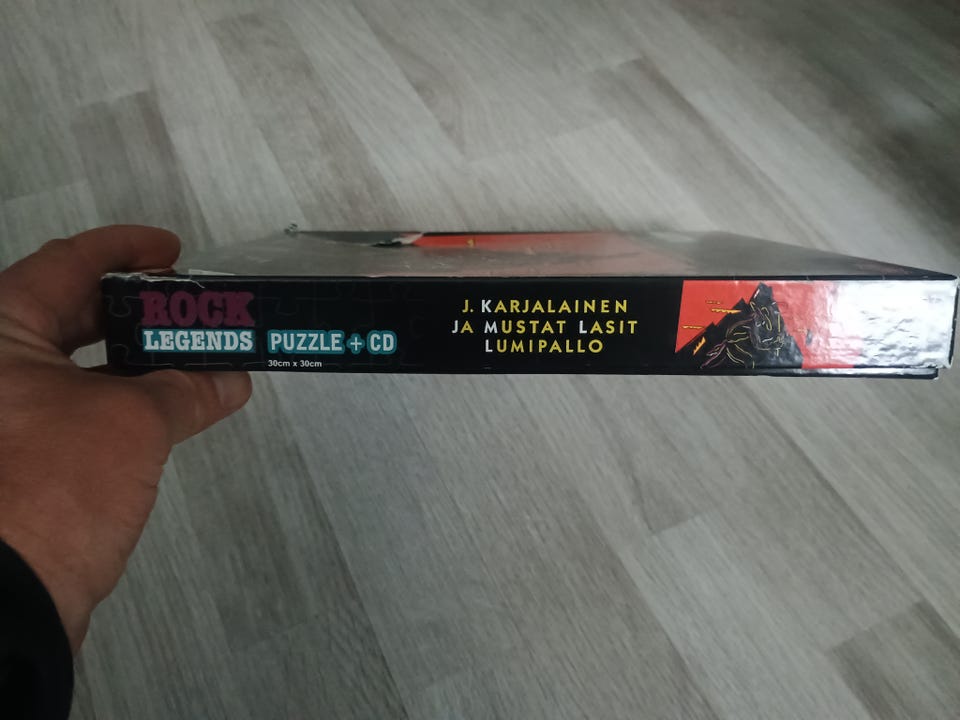 ROCK
LEGENDS
PUZZLE + CD
30cm x 30cm
J. KARJALAINEN
JA MUSTAT LASIT
LUMIPALLO